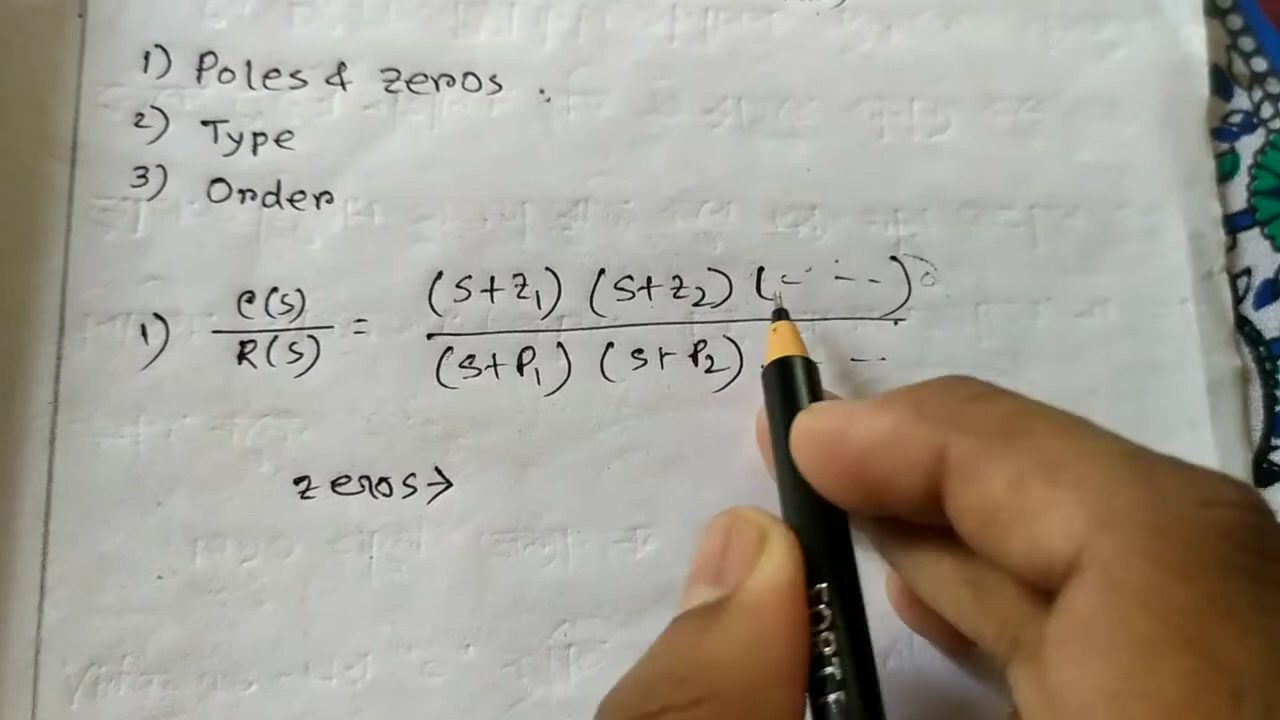 1) Poles & zeros .
2) Type
3) Order
1) C(s)/R(s) = (s+z₁) (s+z₂) (-- ---) / (s+P₁) (s+P₂) . -- --
zeros→